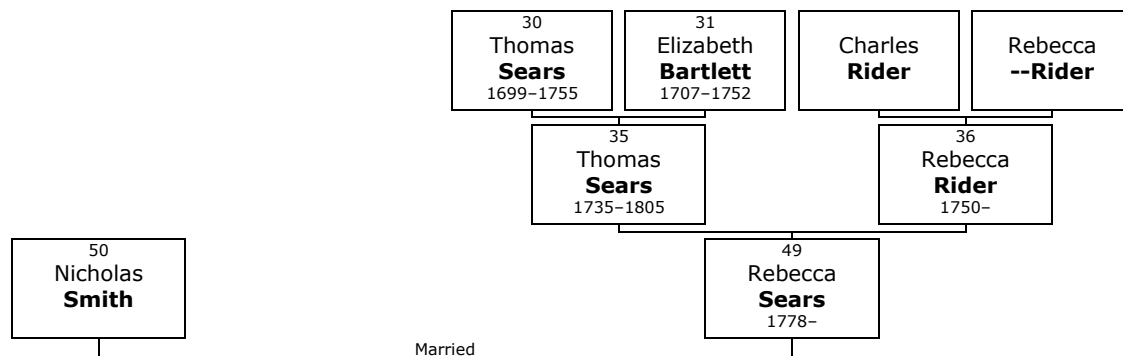 30
Thomas
Sears
1699–1755
31
Elizabeth
Bartlett
1707–1752
Charles
Rider
Rebecca
--Rider
35
Thomas
Sears
1735–1805
36
Rebecca
Rider
1750–
50
Nicholas
Smith
49
Rebecca
Sears
1778–
Married